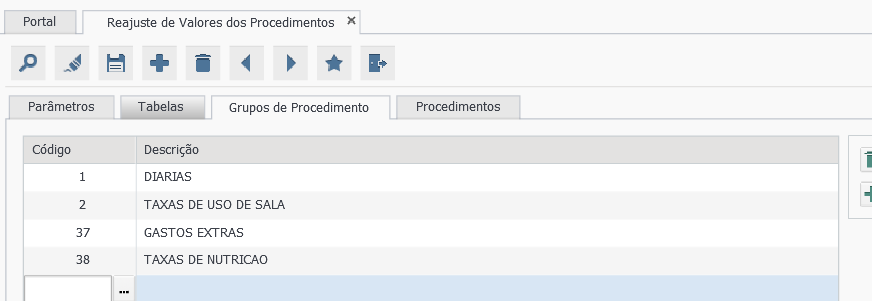 Portal
Reajuste de Valores dos Procedimentos
Parâmetros
Tabelas
Grupos de Procedimento
Procedimentos
Código Descrição
1 DIARIAS
2 TAXAS DE USO DE SALA
37 GASTOS EXTRAS
38 TAXAS DE NUTRICAO
...